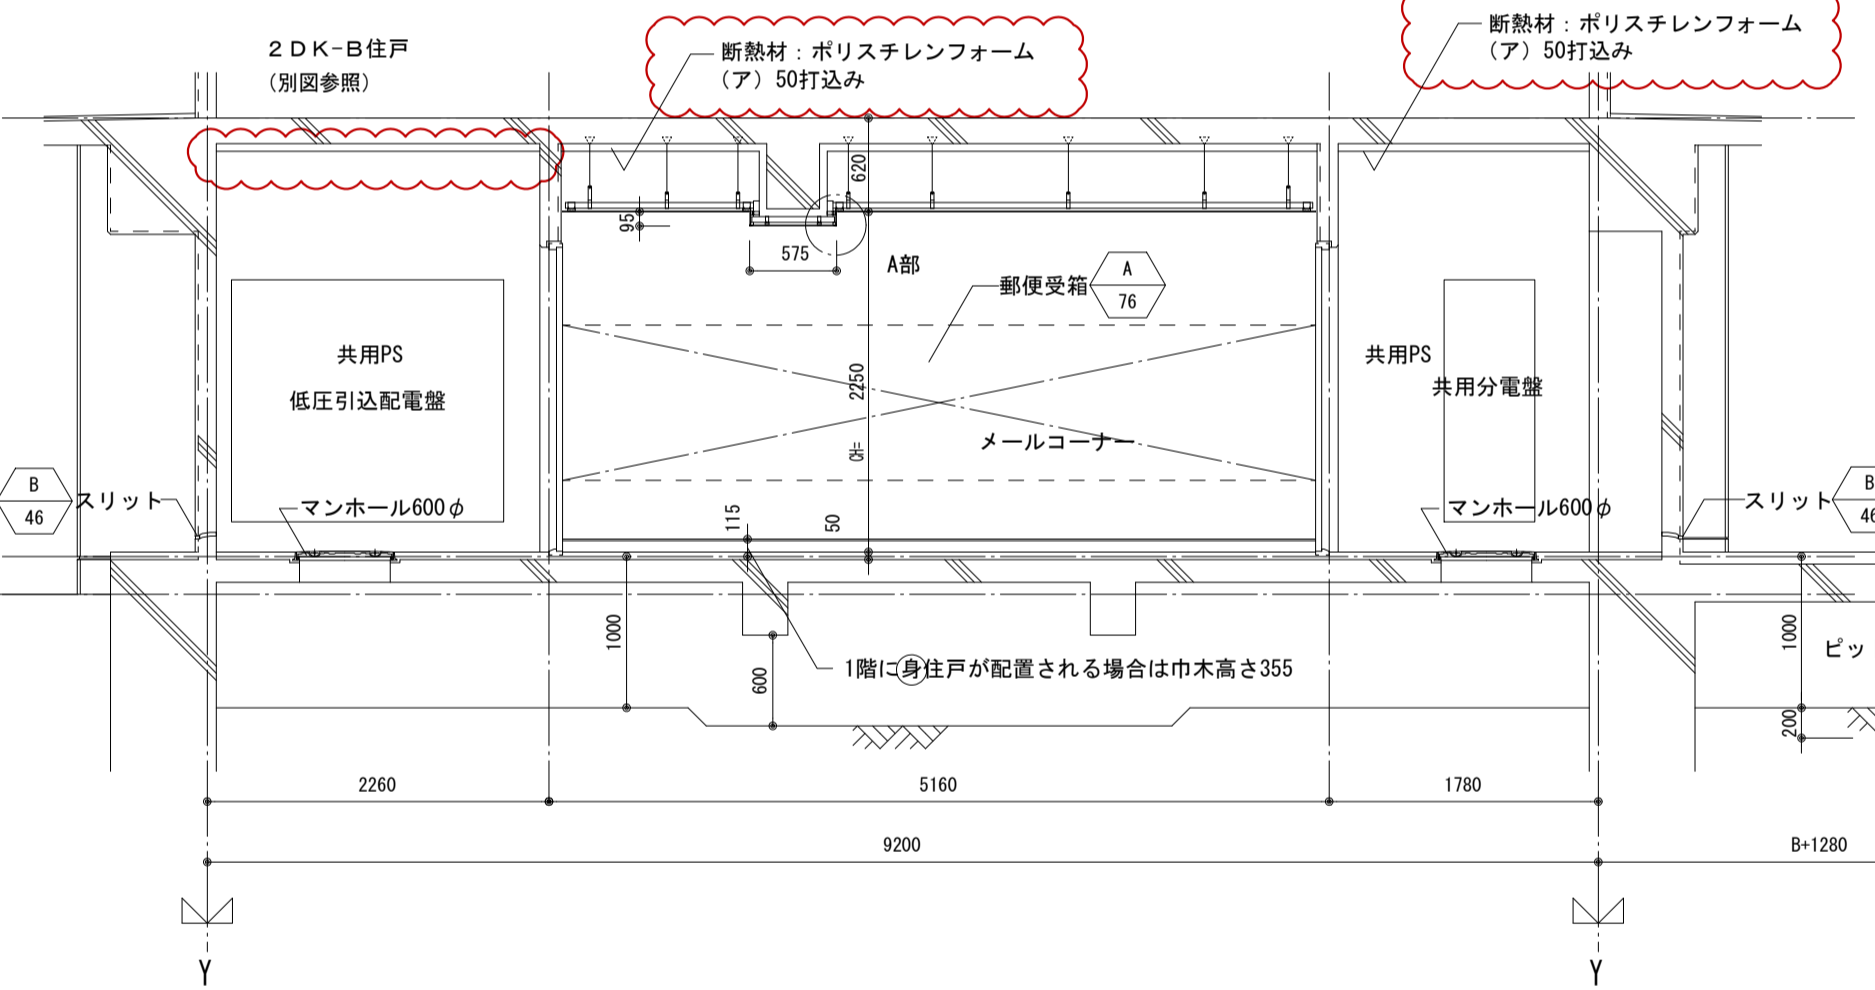 2DK-B住戸
(別図参照)
断熱材：ポリスチレンフォーム
(ア) 50打込み
断熱材：ポリスチレンフォーム
(ア) 50打込み
620
95
575
A部
郵便受箱
A
76
共用PS
低圧引込配電盤
CH=
2250
メールコーナー
共用PS
共用分電盤
B
46
スリット
マンホール600φ
115
50
マンホール600φ
スリット
B
46
1000
600
1階に身住戸が配置される場合は巾木高さ355
1000
200
ピッ
2260
5160
1780
9200
B+1280
Y
Y